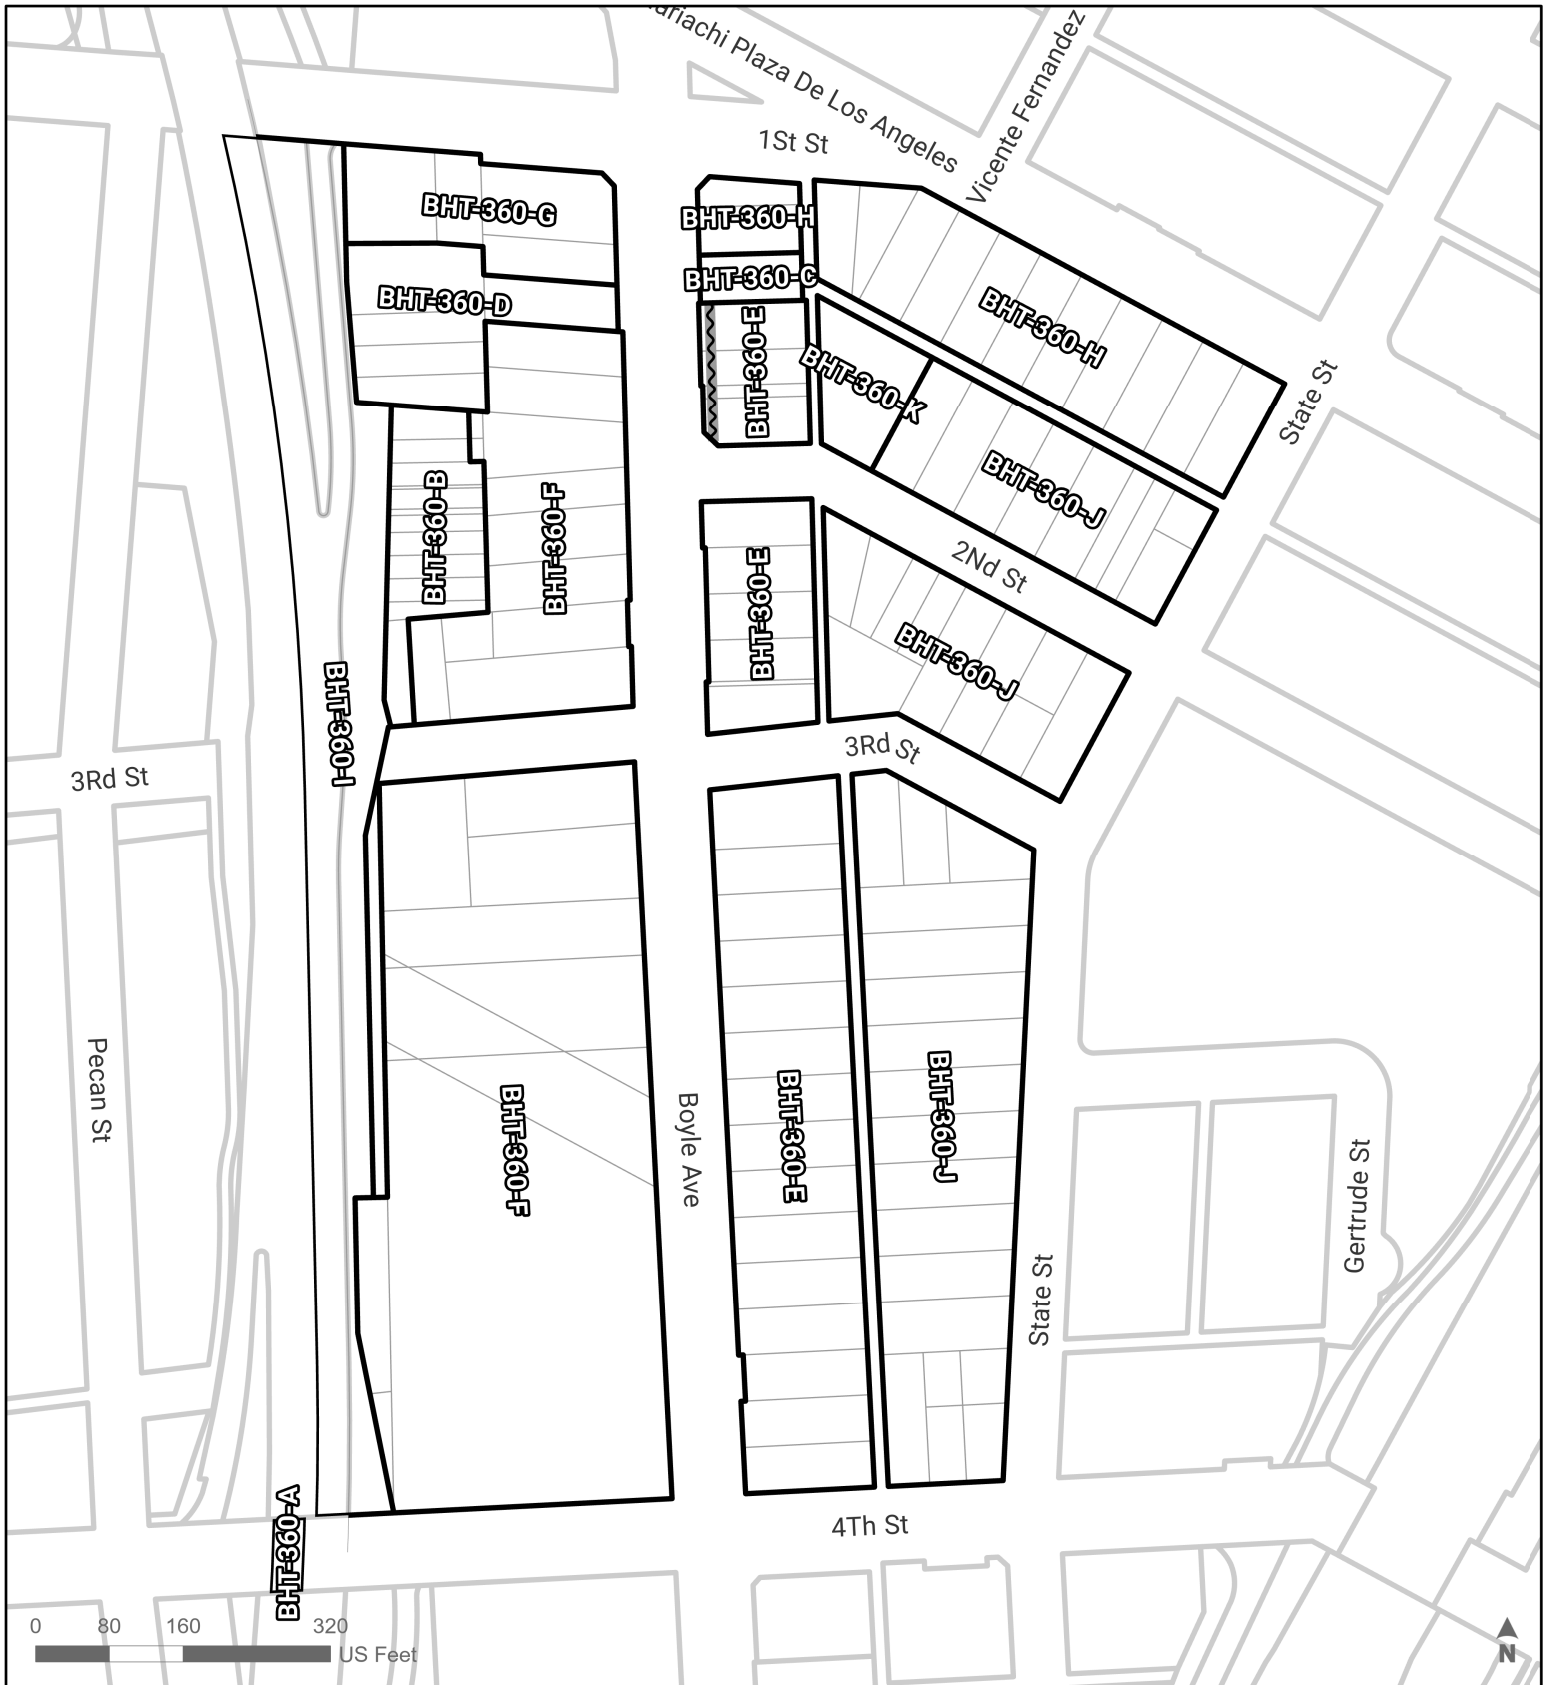 Mariachi Plaza De Los Angeles
Vicente Fernandez
1St St
BHT-360-G
BHT-360-H
BHT-360-C
BHT-360-D
BHT-360-E
BHT-360-H
BHT-360-K
State St
BHT-360-J
BHT-360-B
BHT-360-F
2Nd St
BHT-360-E
BHT-360-J
BHT-360-I
3Rd St
3Rd St
Pecan St
BHT-360-F
Boyle Ave
BHT-360-E
BHT-360-J
Gertrude St
State St
BHT-360-A
4Th St
0 80 160 320
US Feet
N